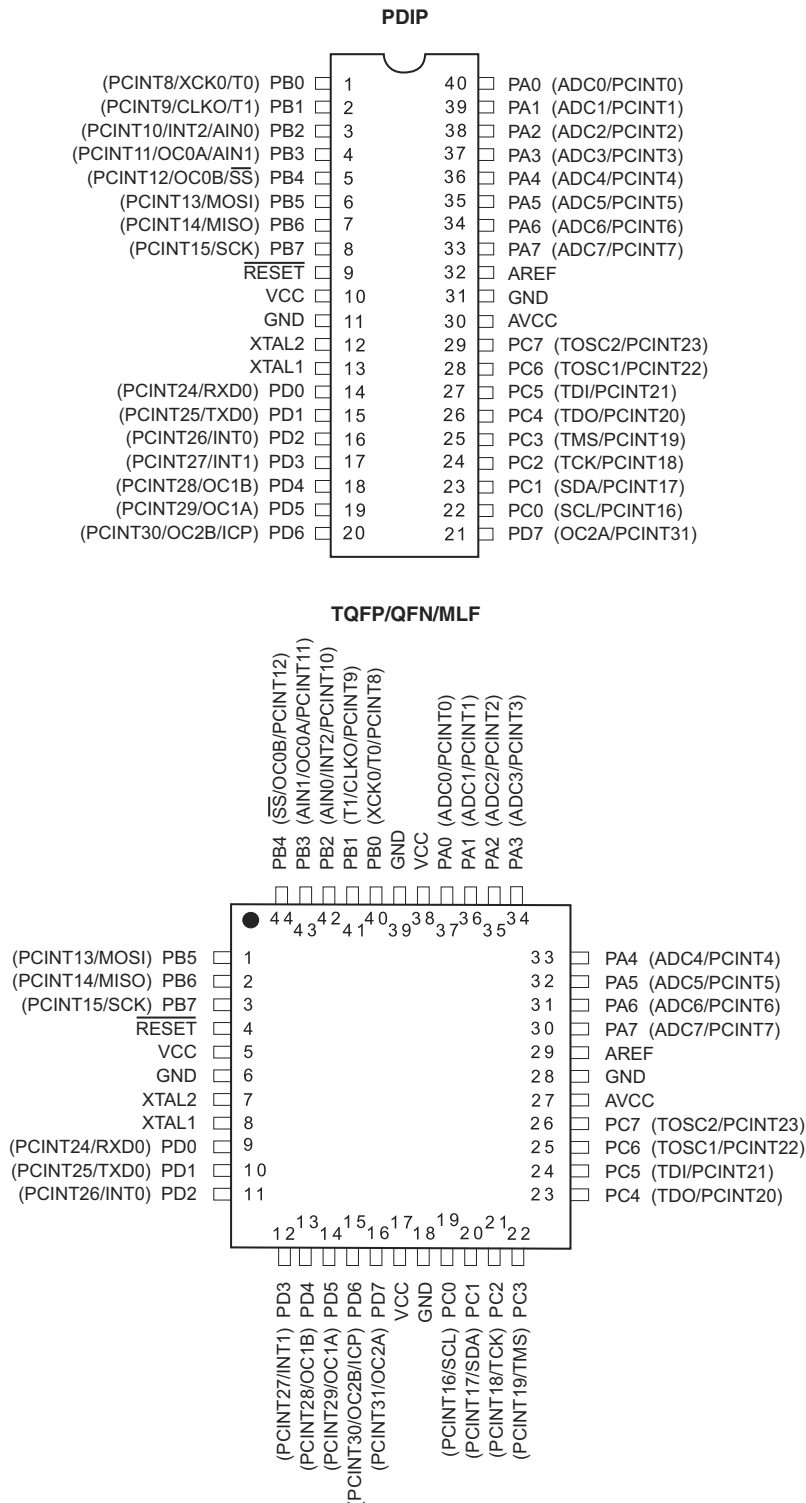 PDIP
(PCINT8/XCK0/T0) PB0 1 40 PA0 (ADC0/PCINT0)
(PCINT9/CLKO/T1) PB1 2 39 PA1 (ADC1/PCINT1)
(PCINT10/INT2/AIN0) PB2 3 38 PA2 (ADC2/PCINT2)
(PCINT11/OC0A/AIN1) PB3 4 37 PA3 (ADC3/PCINT3)
(PCINT12/OC0B/SS) PB4 5 36 PA4 (ADC4/PCINT4)
(PCINT13/MOSI) PB5 6 35 PA5 (ADC5/PCINT5)
(PCINT14/MISO) PB6 7 34 PA6 (ADC6/PCINT6)
(PCINT15/SCK) PB7 8 33 PA7 (ADC7/PCINT7)
RESET 9 32 AREF
VCC 10 31 GND
GND 11 30 AVCC
XTAL2 12 29 PC7 (TOSC2/PCINT23)
XTAL1 13 28 PC6 (TOSC1/PCINT22)
(PCINT24/RXD0) PD0 14 27 PC5 (TDI/PCINT21)
(PCINT25/TXD0) PD1 15 26 PC4 (TDO/PCINT20)
(PCINT26/INT0) PD2 16 25 PC3 (TMS/PCINT19)
(PCINT27/INT1) PD3 17 24 PC2 (TCK/PCINT18)
(PCINT28/OC1B) PD4 18 23 PC1 (SDA/PCINT17)
(PCINT29/OC1A) PD5 19 22 PC0 (SCL/PCINT16)
(PCINT30/OC2B/ICP) PD6 20 21 PD7 (OC2A/PCINT31)
TQFP/QFN/MLF
PB4 (SS/OC0B/PCINT12)
PB3 (AIN1/OC0A/PCINT11)
PB2 (AIN0/INT2/PCINT10)
PB1 (T1/CLKO/PCINT9)
PB0 (XCK0/T0/PCINT8)
GND
VCC
PA0 (ADC0/PCINT0)
PA1 (ADC1/PCINT1)
PA2 (ADC2/PCINT2)
PA3 (ADC3/PCINT3)
44 43 42 41 40 39 38 37 36 35 34
(PCINT13/MOSI) PB5 1 33 PA4 (ADC4/PCINT4)
(PCINT14/MISO) PB6 2 32 PA5 (ADC5/PCINT5)
(PCINT15/SCK) PB7 3 31 PA6 (ADC6/PCINT6)
RESET 4 30 PA7 (ADC7/PCINT7)
VCC 5 29 AREF
GND 6 28 GND
XTAL2 7 27 AVCC
XTAL1 8 26 PC7 (TOSC2/PCINT23)
(PCINT24/RXD0) PD0 9 25 PC6 (TOSC1/PCINT22)
(PCINT25/TXD0) PD1 10 24 PC5 (TDI/PCINT21)
(PCINT26/INT0) PD2 11 23 PC4 (TDO/PCINT20)
12 13 14 15 16 17 18 19 20 21 22
(PCINT27/INT1) PD3
(PCINT28/OC1B) PD4
(PCINT29/OC1A) PD5
(PCINT30/OC2B/ICP) PD6
(PCINT31/OC2A) PD7
VCC
GND
(PCINT16/SCL) PC0
(PCINT17/SDA) PC1
(PCINT18/TCK) PC2
(PCINT19/TMS) PC3